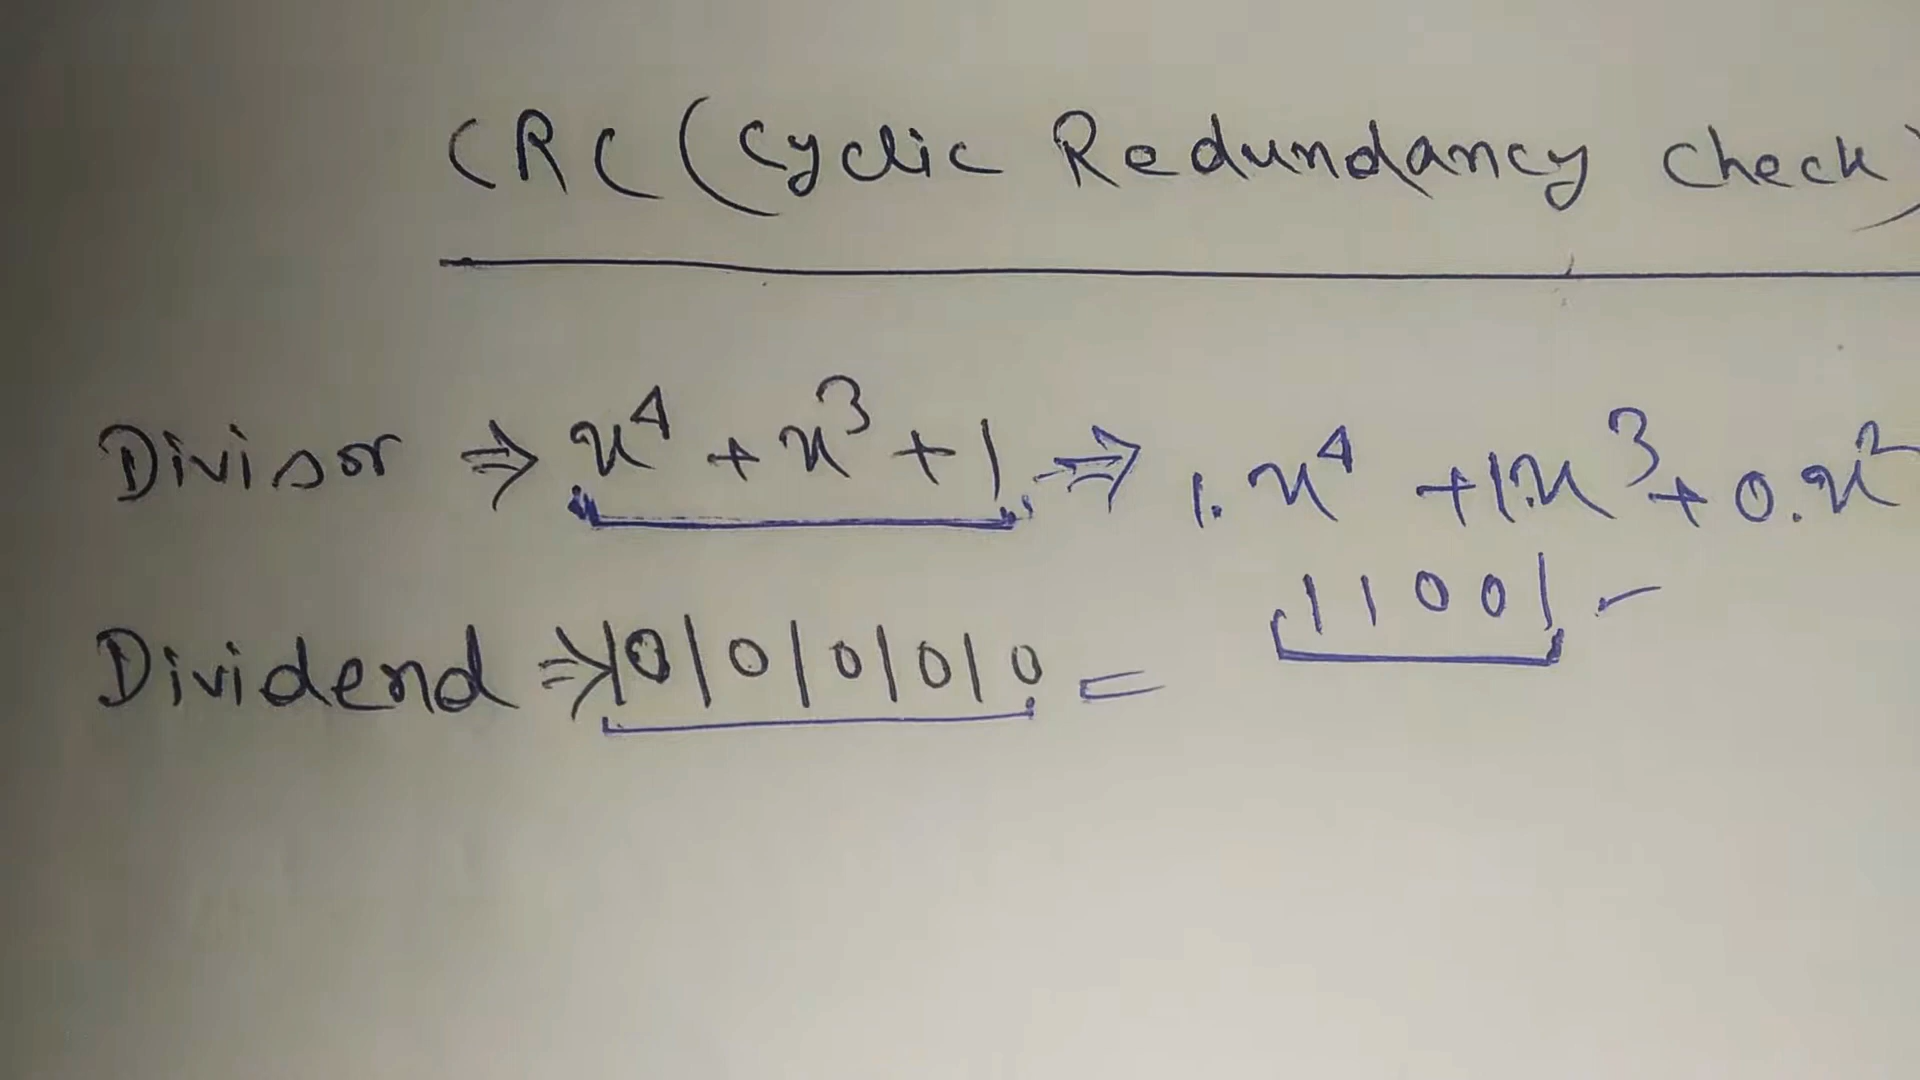 CRC (Cyclic Redundancy Check)
Divisor ⇒ x⁴ + x³ + 1 ⇒ 1.x⁴ + 1.x³ + 0.x²
11001
Dividend ⇒ 1010101010